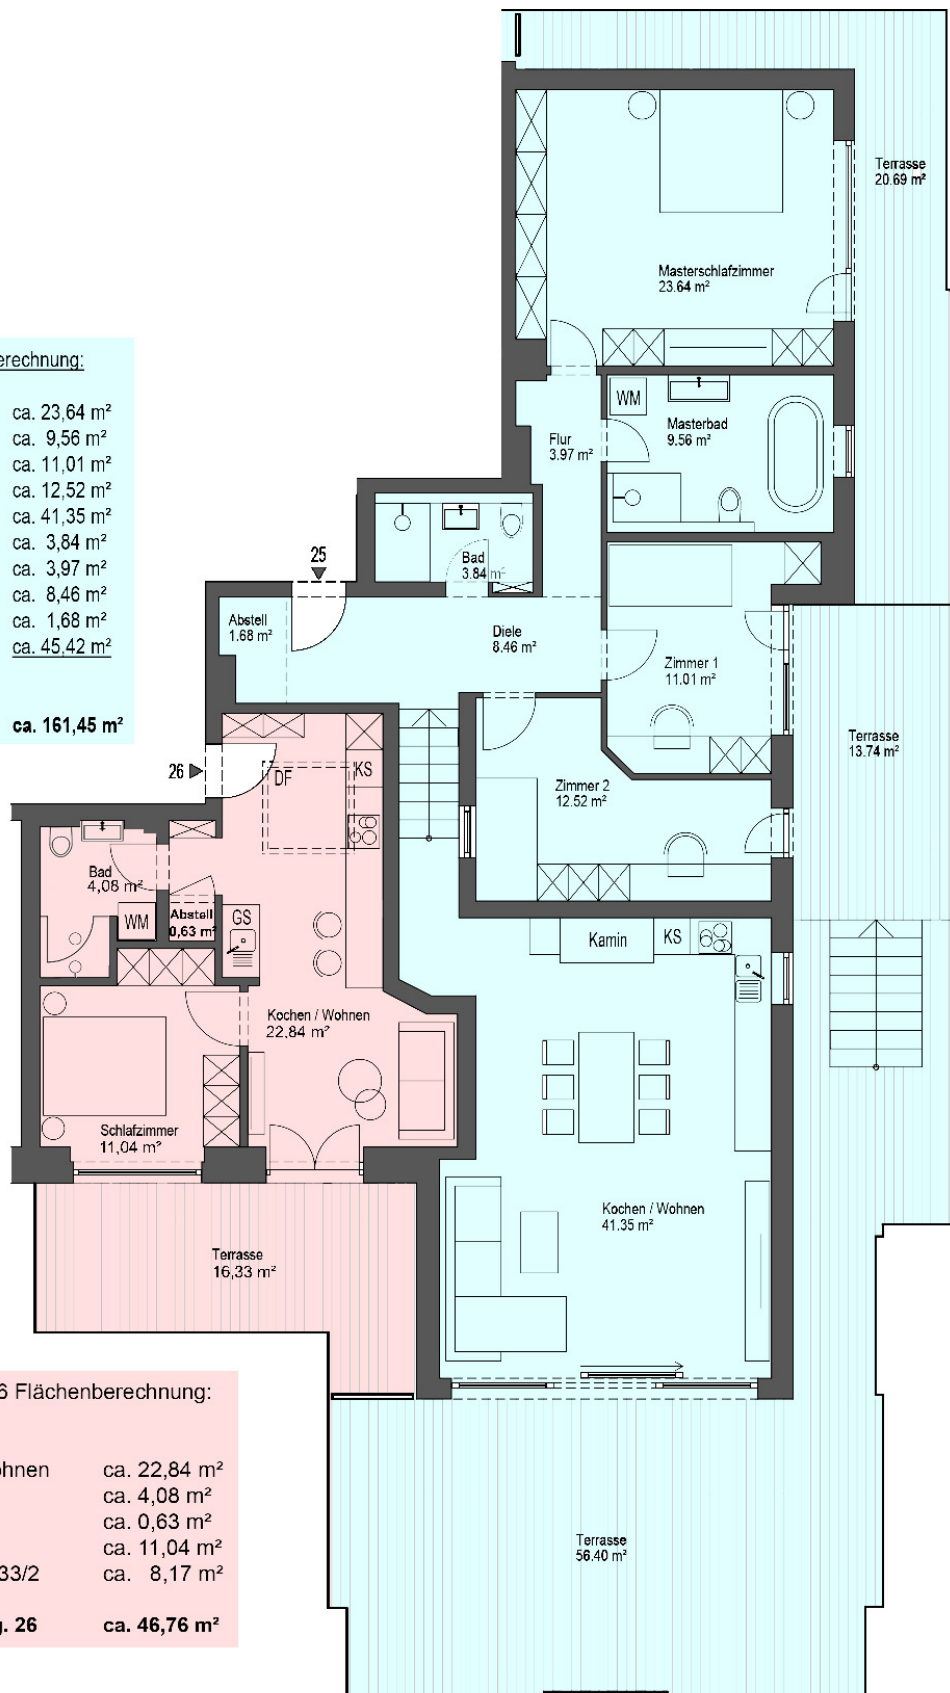 Terrasse
20.69 m²
Masterschlafzimmer
23.64 m²
erechnung:
ca. 23,64 m²
ca. 9,56 m²
ca. 11,01 m²
ca. 12,52 m²
ca. 41,35 m²
ca. 3,84 m²
ca. 3,97 m²
ca. 8,46 m²
ca. 1,68 m²
ca. 45,42 m²
ca. 161,45 m²
WM
Masterbad
9.56 m²
Flur
3.97 m²
25
Bad
3.84 m²
Abstell
1.68 m²
Diele
8.46 m²
Zimmer 1
11.01 m²
Terrasse
13.74 m²
26
DF
KS
Zimmer 2
12.52 m²
Bad
4,08 m²
WM
Abstell
0,63 m²
GS
Kamin
KS
Kochen / Wohnen
22,84 m²
Schlafzimmer
11,04 m²
Kochen / Wohnen
41.35 m²
Terrasse
16,33 m²
6 Flächenberechnung:
ohnen ca. 22,84 m²
ca. 4,08 m²
ca. 0,63 m²
ca. 11,04 m²
33/2 ca. 8,17 m²
g. 26 ca. 46,76 m²
Terrasse
56.40 m²